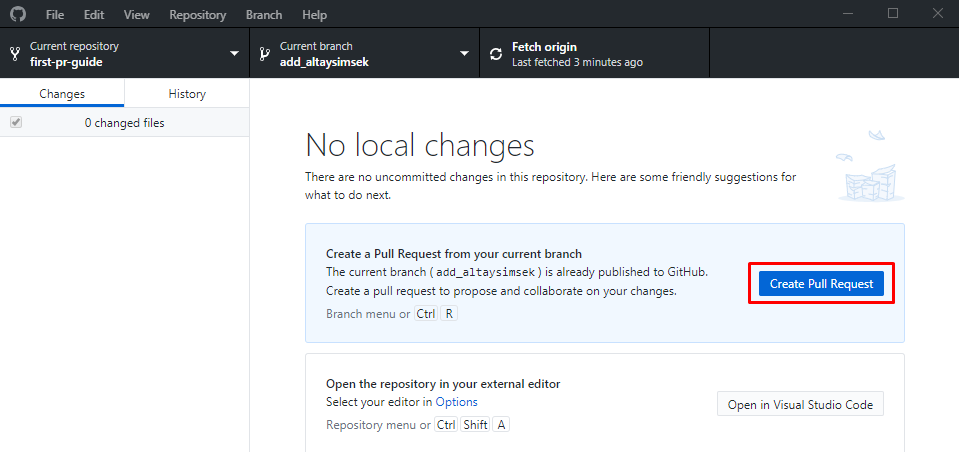 File Edit View Repository Branch Help
Current repository
first-pr-guide
Current branch
add_altaysimsek
Fetch origin
Last fetched 3 minutes ago
Changes History
0 changed files
No local changes
There are no uncommitted changes in this repository. Here are some friendly suggestions for
what to do next.
Create a Pull Request from your current branch
The current branch ( add_altaysimsek ) is already published to GitHub.
Create a pull request to propose and collaborate on your changes.
Branch menu or Ctrl R
Create Pull Request
Open the repository in your external editor
Select your editor in Options
Repository menu or Ctrl Shift A
Open in Visual Studio Code